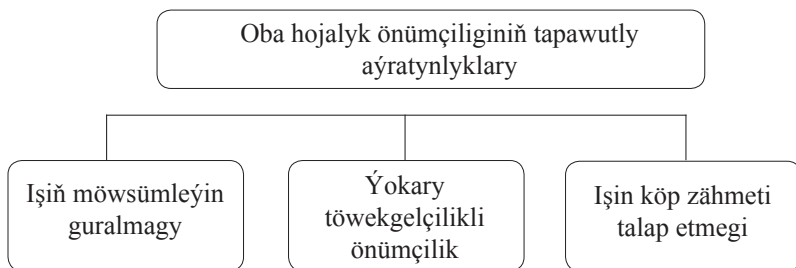 Oba hojalyk önümçiliginiň tapawutly
aýratynlyklary
Işiň möwsümleýin
guralmagy
Ýokary
töwekgelçilikli
önümçilik
Işin köp zähmeti
talap etmegi